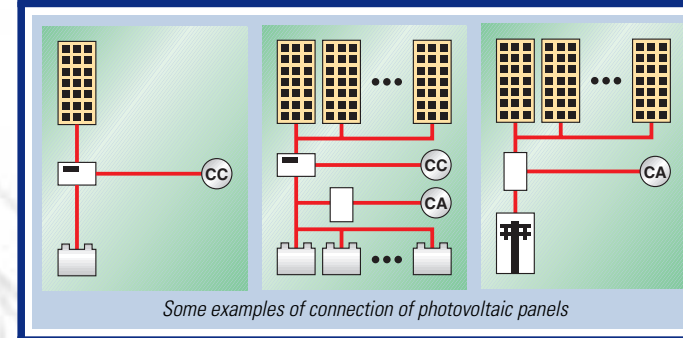 CC
CC
CA
CA
Some examples of connection of photovoltaic panels